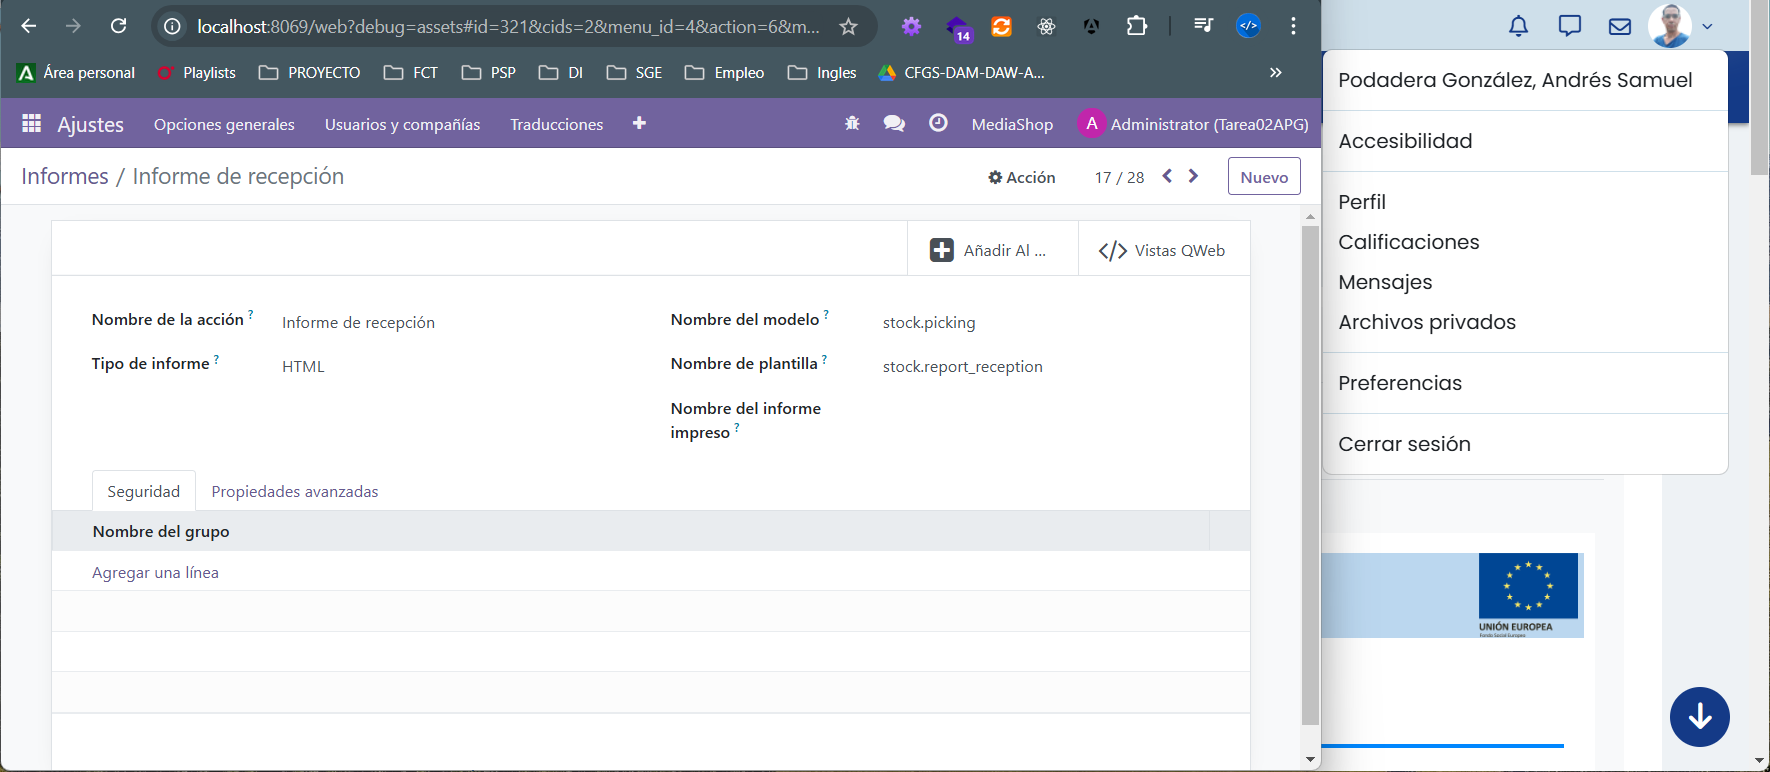 localhost:8069/web?debug=assets#id=321&cids=2&menu_id=4&action=6&m...
14
Área personal
Playlists
PROYECTO
FCT
PSP
DI
SGE
Empleo
Ingles
CFGS-DAM-DAW-A...
Ajustes
Opciones generales
Usuarios y compañías
Traducciones
MediaShop
A
Administrator (Tarea02APG)
Informes / Informe de recepción
Acción
17 / 28
Nuevo
Añadir Al ...
Vistas QWeb
Nombre de la acción ?
Informe de recepción
Nombre del modelo ?
stock.picking
Tipo de informe ?
HTML
Nombre de plantilla ?
stock.report_reception
Nombre del informe
impreso ?
Seguridad
Propiedades avanzadas
Nombre del grupo
Agregar una línea
Podadera González, Andrés Samuel
Accesibilidad
Perfil
Calificaciones
Mensajes
Archivos privados
Preferencias
Cerrar sesión
UNIÓN EUROPEA
Fondo Social Europeo